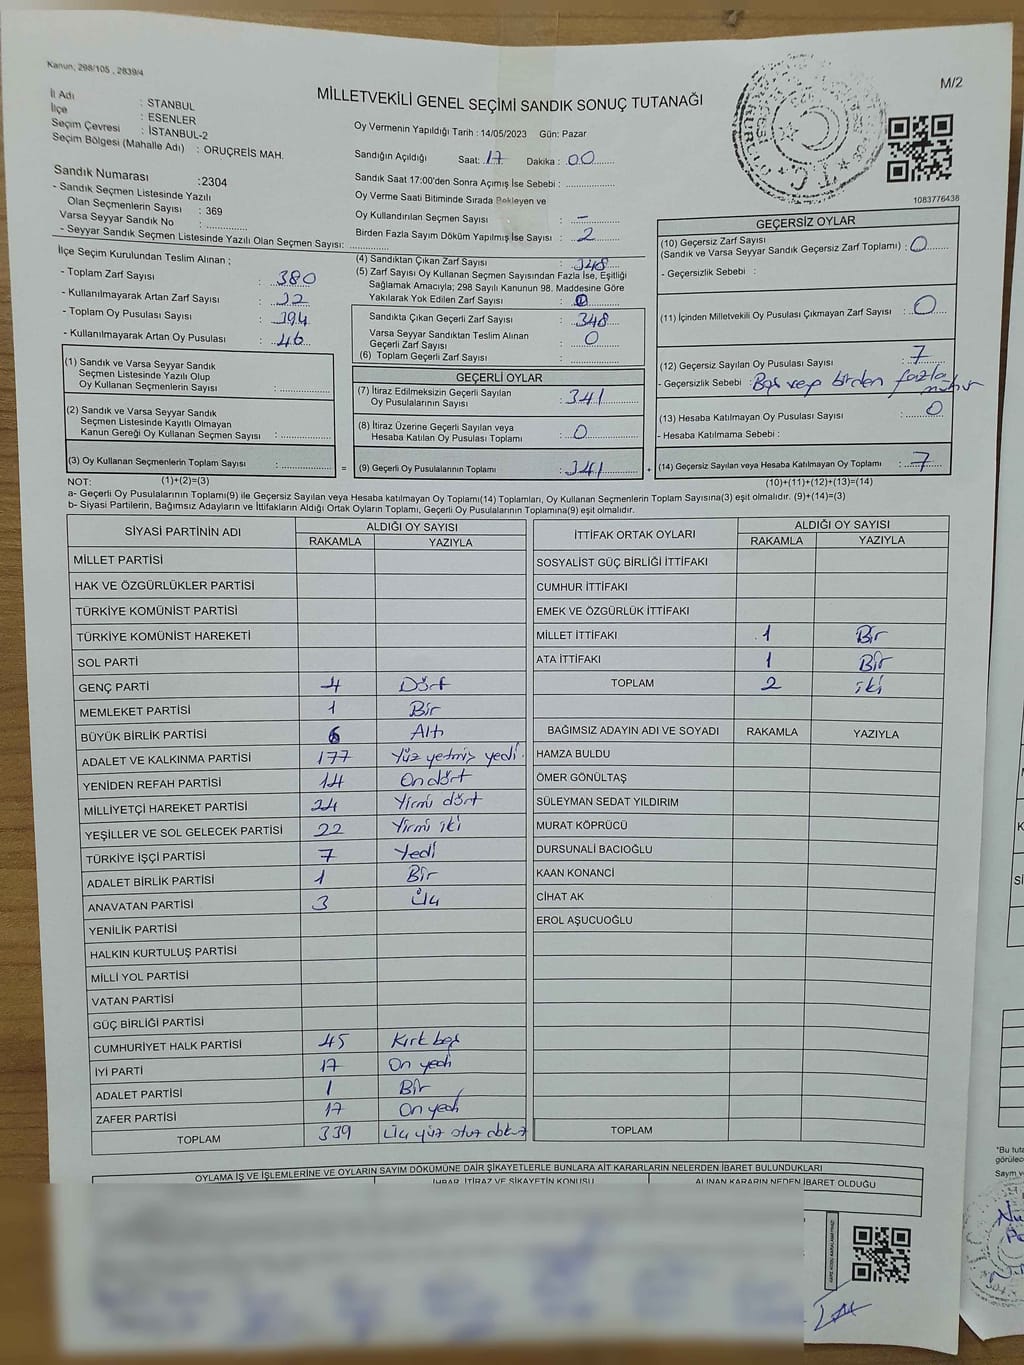 Kanun; 298/105 , 2839/4
M/2
MİLLETVEKİLİ GENEL SEÇİMİ SANDIK SONUÇ TUTANAĞI
İl Adı : STANBUL
İlçe : ESENLER
Seçim Çevresi : İSTANBUL-2
Seçim Bölgesi (Mahalle Adı) : ORUÇREİS MAH.
Sandık Numarası :2304
- Sandık Seçmen Listesinde Yazılı
Olan Seçmenlerin Sayısı : 369
Varsa Seyyar Sandık No :
- Seyyar Sandık Seçmen Listesinde Yazılı Olan Seçmen Sayısı:
Oy Vermenin Yapıldığı Tarih : 14/05/2023 Gün: Pazar
Sandığın Açıldığı Saat: 17 Dakika : 00
Sandık Saat 17:00'den Sonra Açımış İse Sebebi :
Oy Verme Saati Bitiminde Sırada Bekleyen ve
Oy Kullandırılan Seçmen Sayısı : -
Birden Fazla Sayım Döküm Yapılmış İse Sayısı : 2
1083776438
İlçe Seçim Kurulundan Teslim Alınan ;
- Toplam Zarf Sayısı : 380
- Kullanılmayarak Artan Zarf Sayısı : 32
- Toplam Oy Pusulası Sayısı : 394
- Kullanılmayarak Artan Oy Pusulası : 46
(4) Sandıktan Çıkan Zarf Sayısı : 348
(5) Zarf Sayısı Oy Kullanan Seçmen Sayısından Fazla İse, Eşitliği
Sağlamak Amacıyla; 298 Sayılı Kanunun 98. Maddesine Göre
Yakılarak Yok Edilen Zarf Sayısı : 0
Sandıkta Çıkan Geçerli Zarf Sayısı : 348
Varsa Seyyar Sandıktan Teslim Alınan
Geçerli Zarf Sayısı : 0
(6) Toplam Geçerli Zarf Sayısı :
GEÇERSİZ OYLAR
(10) Geçersiz Zarf Sayısı
(Sandık ve Varsa Seyyar Sandık Geçersiz Zarf Toplamı) : 0
- Geçersizlik Sebebi :
(11) İçinden Milletvekili Oy Pusulası Çıkmayan Zarf Sayısı : 0
(12) Geçersiz Sayılan Oy Pusulası Sayısı : 7
- Geçersizlik Sebebi : Boş veya birden fazla mühür
(13) Hesaba Katılmayan Oy Pusulası Sayısı : 0
- Hesaba Katılmama Sebebi :
(14) Geçersiz Sayılan veya Hesaba Katılmayan Oy Toplamı : 7
(10)+(11)+(12)+(13)=(14)
(1) Sandık ve Varsa Seyyar Sandık
Seçmen Listesinde Yazılı Olup
Oy Kullanan Seçmenlerin Sayısı :
(2) Sandık ve Varsa Seyyar Sandık
Seçmen Listesinde Kayıtlı Olmayan
Kanun Gereği Oy Kullanan Seçmen Sayısı :
(3) Oy Kullanan Seçmenlerin Toplam Sayısı : =
(1)+(2)=(3)
GEÇERLİ OYLAR
(7) İtiraz Edilmeksizin Geçerli Sayılan
Oy Pusulalarının Sayısı : 341
(8) İtiraz Üzerine Geçerli Sayılan veya
Hesaba Katılan Oy Pusulası Toplamı : 0
(9) Geçerli Oy Pusulalarının Toplamı : 341 +
NOT:
a- Geçerli Oy Pusulalarının Toplamı(9) ile Geçersiz Sayılan veya Hesaba katılmayan Oy Toplamı(14) Toplamları, Oy Kullanan Seçmenlerin Toplam Sayısına(3) eşit olmalıdır. (9)+(14)=(3)
b- Siyasi Partilerin, Bağımsız Adayların ve İttifakların Aldığı Ortak Oyların Toplamı, Geçerli Oy Pusulalarının Toplamına(9) eşit olmalıdır.
SİYASİ PARTİNİN ADI ALDIĞI OY SAYISI
RAKAMLA YAZIYLA
MİLLET PARTİSİ
HAK VE ÖZGÜRLÜKLER PARTİSİ
TÜRKİYE KOMÜNİST PARTİSİ
TÜRKİYE KOMÜNİST HAREKETİ
SOL PARTİ
GENÇ PARTİ 4 Dört
MEMLEKET PARTİSİ 1 Bir
BÜYÜK BİRLİK PARTİSİ 6 Altı
ADALET VE KALKINMA PARTİSİ 177 Yüz yetmiş yedi
YENİDEN REFAH PARTİSİ 14 On dört
MİLLİYETÇİ HAREKET PARTİSİ 24 Yirmi dört
YEŞİLLER VE SOL GELECEK PARTİSİ 22 Yirmi iki
TÜRKİYE İŞÇİ PARTİSİ 7 Yedi
ADALET BİRLİK PARTİSİ 1 Bir
ANAVATAN PARTİSİ 3 Üç
YENİLİK PARTİSİ
HALKIN KURTULUŞ PARTİSİ
MİLLİ YOL PARTİSİ
VATAN PARTİSİ
GÜÇ BİRLİĞİ PARTİSİ
CUMHURİYET HALK PARTİSİ 45 Kırk beş
İYİ PARTİ 17 On yedi
ADALET PARTİSİ 1 Bir
ZAFER PARTİSİ 17 On yedi
TOPLAM 339 Üç yüz otuz dokuz
İTTİFAK ORTAK OYLARI ALDIĞI OY SAYISI
RAKAMLA YAZIYLA
SOSYALİST GÜÇ BİRLİĞİ İTTİFAKI
CUMHUR İTTİFAKI
EMEK VE ÖZGÜRLÜK İTTİFAKI
MİLLET İTTİFAKI 1 Bir
ATA İTTİFAKI 1 Bir
TOPLAM 2 iki
BAĞIMSIZ ADAYIN ADI VE SOYADI RAKAMLA YAZIYLA
HAMZA BULDU
ÖMER GÖNÜLTAŞ
SÜLEYMAN SEDAT YILDIRIM
MURAT KÖPRÜCÜ
DURSUNALİ BACIOĞLU
KAAN KONANCİ
CİHAT AK
EROL AŞUCUOĞLU
TOPLAM
OYLAMA İŞ VE İŞLEMLERİNE VE OYLARIN SAYIM DÖKÜMÜNE DAİR ŞİKAYETLERLE BUNLARA AİT KARARLARIN NELERDEN İBARET BULUNDUKLARI
İHBAR, İTİRAZ VE ŞİKAYETİN KONUSU ALINAN KARARIN NEDEN İBARET OLDUĞU